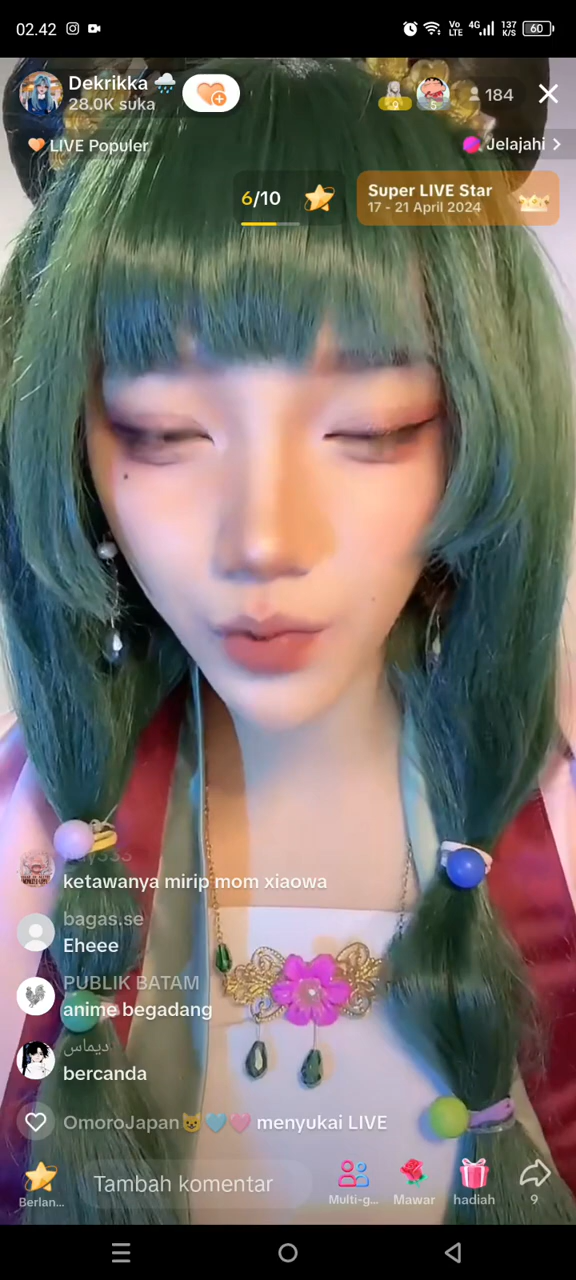 02.42
Vo LTE 4G 137 K/S 60
Dekrikka 🌧️
28.0K suka
184
LIVE Populer
Jelajahi
6/10
Super LIVE Star
17 - 21 April 2024
ketawanya mirip mom xiaowa
bagas.se
Eheee
PUBLIK BATAM
anime begadang
ديماس
bercanda
OmoroJapan😺🩵🩷 menyukai LIVE
Berlan...
Tambah komentar
Multi-g...
Mawar
hadiah
9